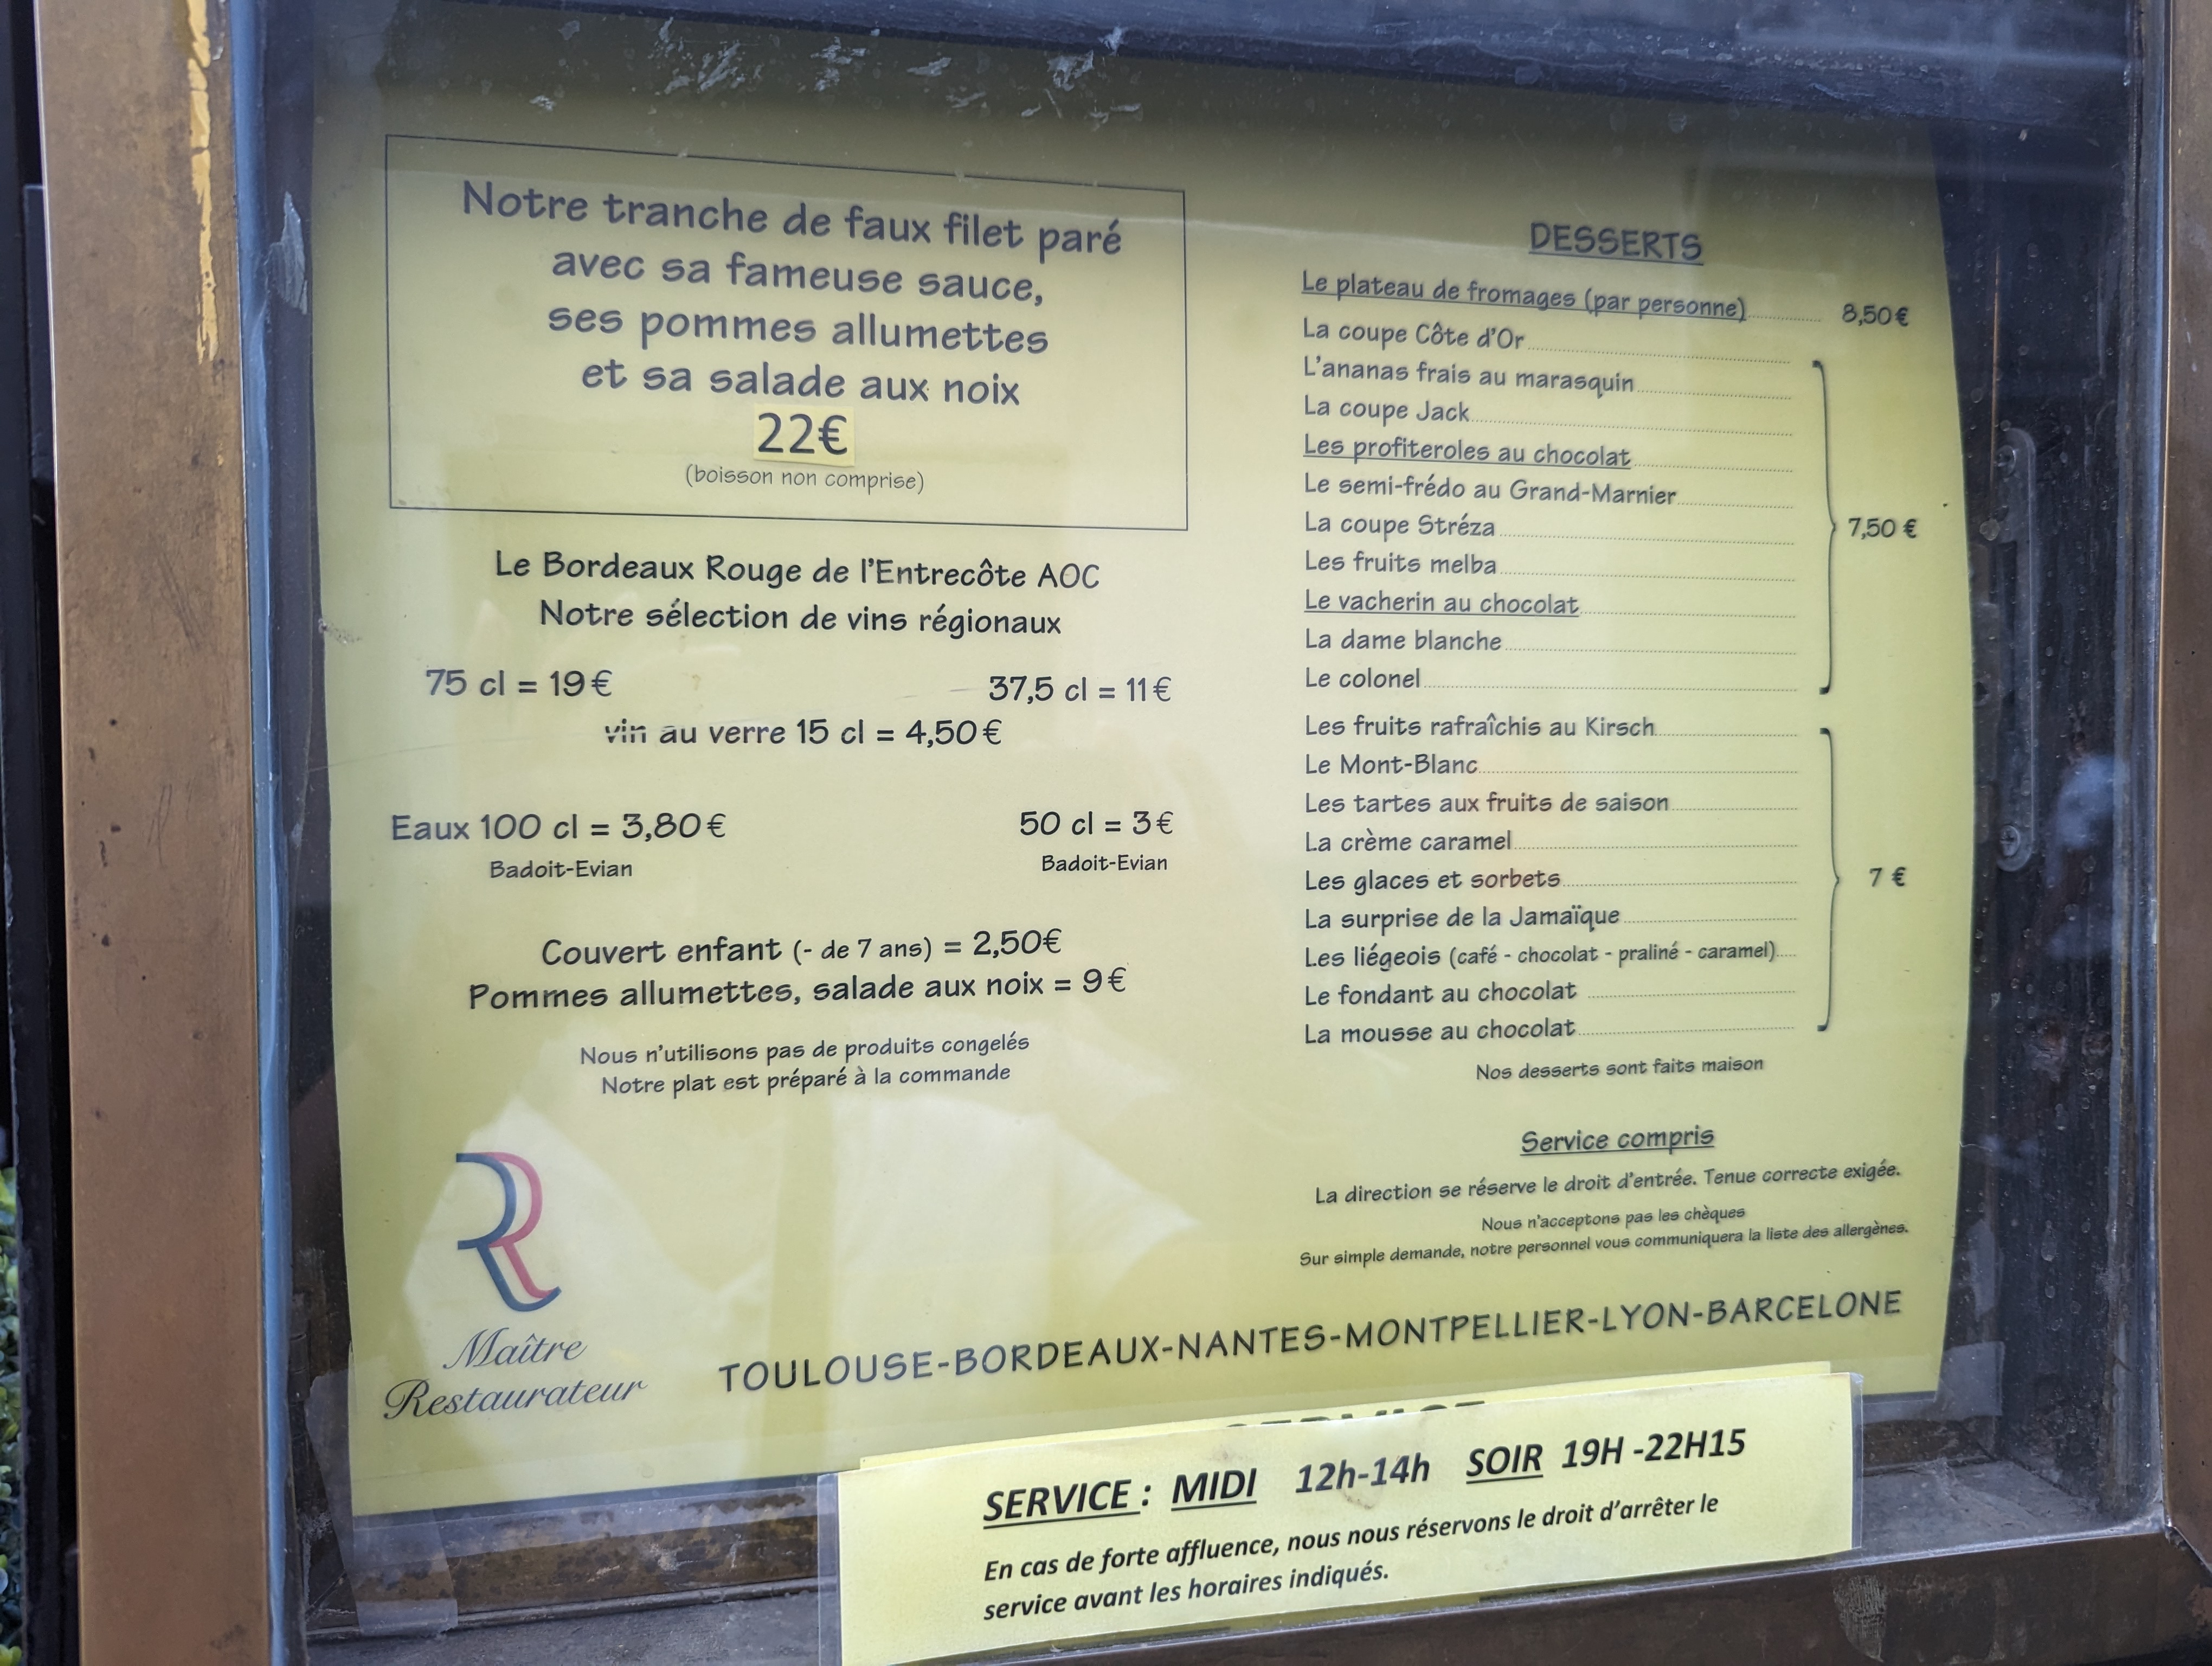 Notre tranche de faux filet paré
avec sa fameuse sauce,
ses pommes allumettes
et sa salade aux noix
22€
(boisson non comprise)
Le Bordeaux Rouge de l'Entrecôte AOC
Notre sélection de vins régionaux
75 cl = 19€
37,5 cl = 11€
vin au verre 15 cl = 4,50€
Eaux 100 cl = 3,80€
Badoit-Evian
50 cl = 3€
Badoit-Evian
Couvert enfant (- de 7 ans) = 2,50€
Pommes allumettes, salade aux noix = 9€
Nous n'utilisons pas de produits congelés
Notre plat est préparé à la commande
Maître
Restaurateur
DESSERTS
Le plateau de fromages (par personne) 8,50€
La coupe Côte d'Or
L'ananas frais au marasquin
La coupe Jack
Les profiteroles au chocolat
Le semi-frédo au Grand-Marnier
La coupe Stréza
Les fruits melba
Le vacherin au chocolat
La dame blanche
Le colonel
7,50 €
Les fruits rafraîchis au Kirsch
Le Mont-Blanc
Les tartes aux fruits de saison
La crème caramel
Les glaces et sorbets
La surprise de la Jamaïque
Les liégeois (café - chocolat - praliné - caramel)
Le fondant au chocolat
La mousse au chocolat
7 €
Nos desserts sont faits maison
Service compris
La direction se réserve le droit d'entrée. Tenue correcte exigée.
Nous n'acceptons pas les chèques
Sur simple demande, notre personnel vous communiquera la liste des allergènes.
TOULOUSE-BORDEAUX-NANTES-MONTPELLIER-LYON-BARCELONE
SERVICE : MIDI 12h-14h SOIR 19H -22H15
En cas de forte affluence, nous nous réservons le droit d'arrêter le
service avant les horaires indiqués.